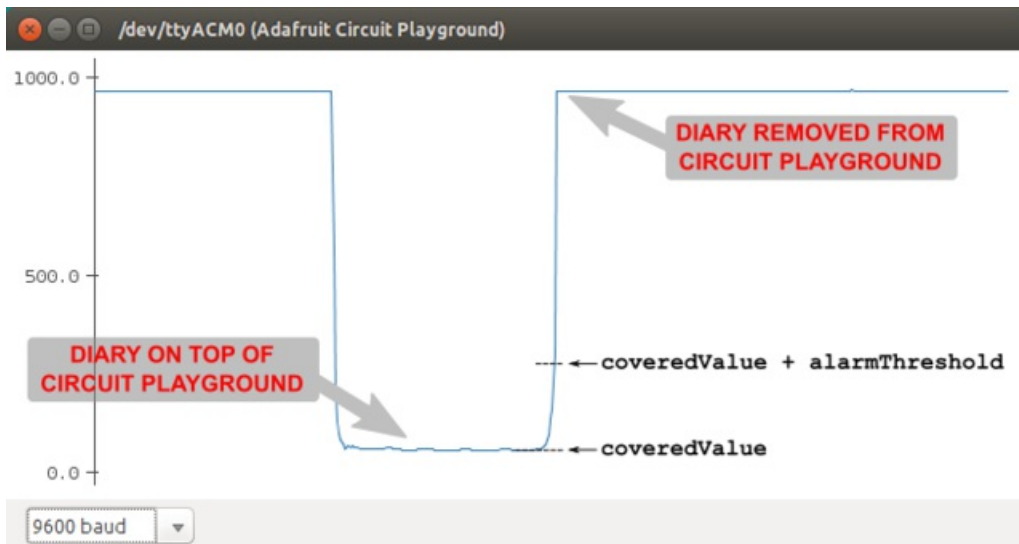 /dev/ttyACM0 (Adafruit Circuit Playground)
1000.0
DIARY REMOVED FROM
CIRCUIT PLAYGROUND
500.0
DIARY ON TOP OF
CIRCUIT PLAYGROUND
coveredValue + alarmThreshold
coveredValue
0.0
9600 baud